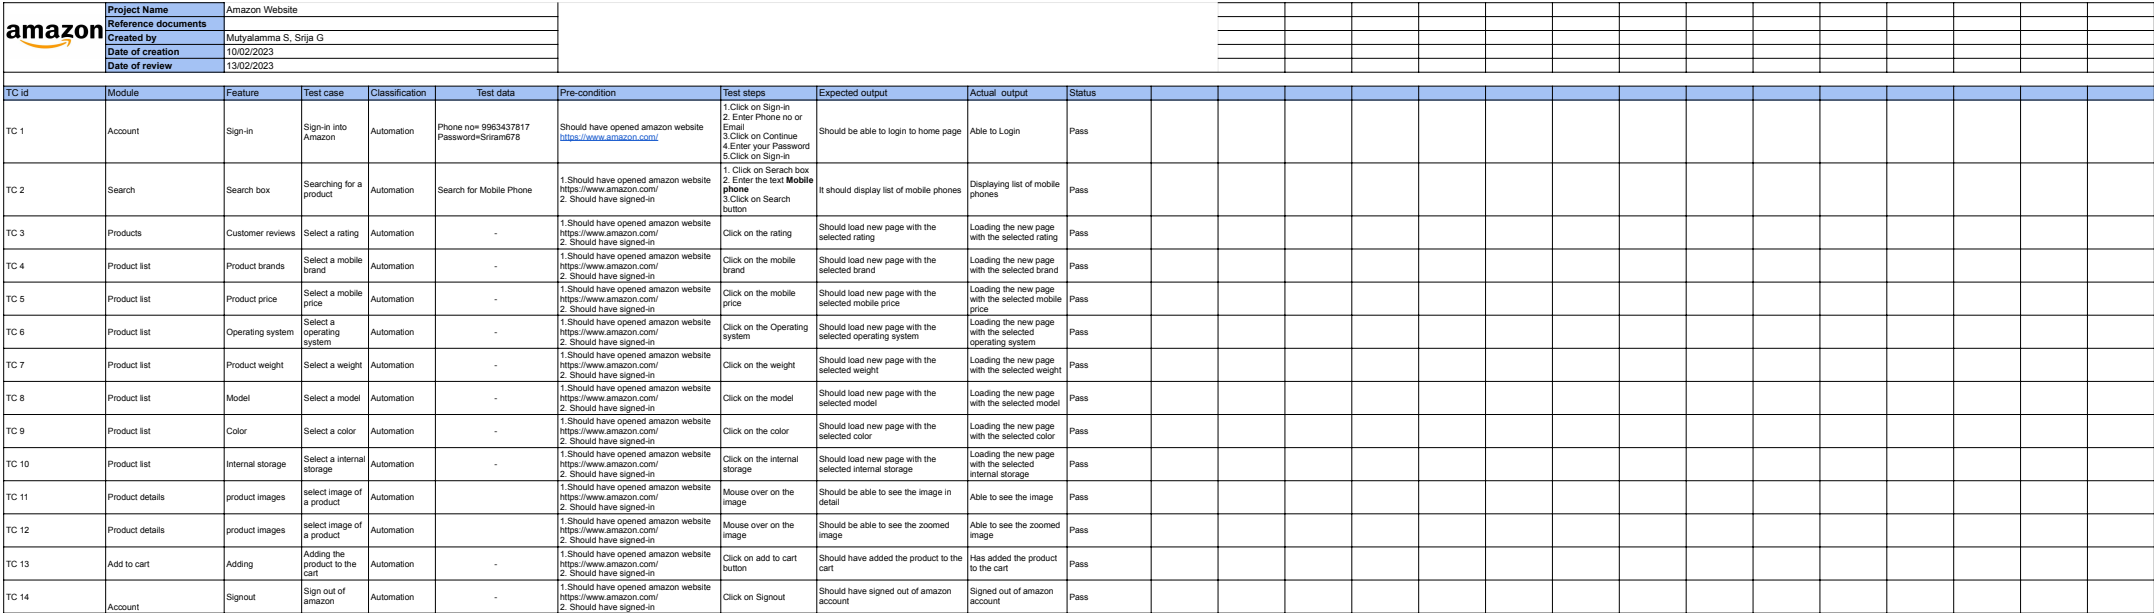 amazon
Project Name Amazon Website
Reference documents
Created by Mutyalamma S, Srija G
Date of creation 10/02/2023
Date of review 13/02/2023
TC id Module Feature Test case Classification Test data Pre-condition Test steps Expected output Actual output Status
TC 1
Account
Sign-in
Sign-in into
Amazon
Automation
Phone no= 9963437817
Password=Sriram678
Should have opened amazon website
https://www.amazon.com/
1.Click on Sign-in
2. Enter Phone no or
Email
3.Click on Continue
4.Enter your Password
5.Click on Sign-in
Should be able to login to home page
Able to Login
Pass
TC 2
Search
Search box
Searching for a
product
Automation
Search for Mobile Phone
1.Should have opened amazon website
https://www.amazon.com/
2. Should have signed-in
1. Click on Serach box
2. Enter the text Mobile
phone
3.Click on Search
button
It should display list of mobile phones
Displaying list of mobile
phones
Pass
TC 3
Products
Customer reviews
Select a rating
Automation
-
1.Should have opened amazon website
https://www.amazon.com/
2. Should have signed-in
Click on the rating
Should load new page with the
selected rating
Loading the new page
with the selected rating
Pass
TC 4
Product list
Product brands
Select a mobile
brand
Automation
-
1.Should have opened amazon website
https://www.amazon.com/
2. Should have signed-in
Click on the mobile
brand
Should load new page with the
selected brand
Loading the new page
with the selected brand
Pass
TC 5
Product list
Product price
Select a mobile
price
Automation
-
1.Should have opened amazon website
https://www.amazon.com/
2. Should have signed-in
Click on the mobile
price
Should load new page with the
selected mobile price
Loading the new page
with the selected mobile
price
Pass
TC 6
Product list
Operating system
Select a
operating
system
Automation
-
1.Should have opened amazon website
https://www.amazon.com/
2. Should have signed-in
Click on the Operating
system
Should load new page with the
selected operating system
Loading the new page
with the selected
operating system
Pass
TC 7
Product list
Product weight
Select a weight
Automation
-
1.Should have opened amazon website
https://www.amazon.com/
2. Should have signed-in
Click on the weight
Should load new page with the
selected weight
Loading the new page
with the selected weight
Pass
TC 8
Product list
Model
Select a model
Automation
-
1.Should have opened amazon website
https://www.amazon.com/
2. Should have signed-in
Click on the model
Should load new page with the
selected model
Loading the new page
with the selected model
Pass
TC 9
Product list
Color
Select a color
Automation
-
1.Should have opened amazon website
https://www.amazon.com/
2. Should have signed-in
Click on the color
Should load new page with the
selected color
Loading the new page
with the selected color
Pass
TC 10
Product list
Internal storage
Select a internal
storage
Automation
-
1.Should have opened amazon website
https://www.amazon.com/
2. Should have signed-in
Click on the internal
storage
Should load new page with the
selected internal storage
Loading the new page
with the selected
internal storage
Pass
TC 11
Product details
product images
select image of
a product
Automation
1.Should have opened amazon website
https://www.amazon.com/
2. Should have signed-in
Mouse over on the
image
Should be able to see the image in
detail
Able to see the image
Pass
TC 12
Product details
product images
select image of
a product
Automation
1.Should have opened amazon website
https://www.amazon.com/
2. Should have signed-in
Mouse over on the
image
Should be able to see the zoomed
image
Able to see the zoomed
image
Pass
TC 13
Add to cart
Adding
Adding the
product to the
cart
Automation
-
1.Should have opened amazon website
https://www.amazon.com/
2. Should have signed-in
Click on add to cart
button
Should have added the product to the
cart
Has added the product
to the cart
Pass
TC 14
Account
Signout
Sign out of
amazon
Automation
-
1.Should have opened amazon website
https://www.amazon.com/
2. Should have signed-in
Click on Signout
Should have signed out of amazon
account
Signed out of amazon
account
Pass